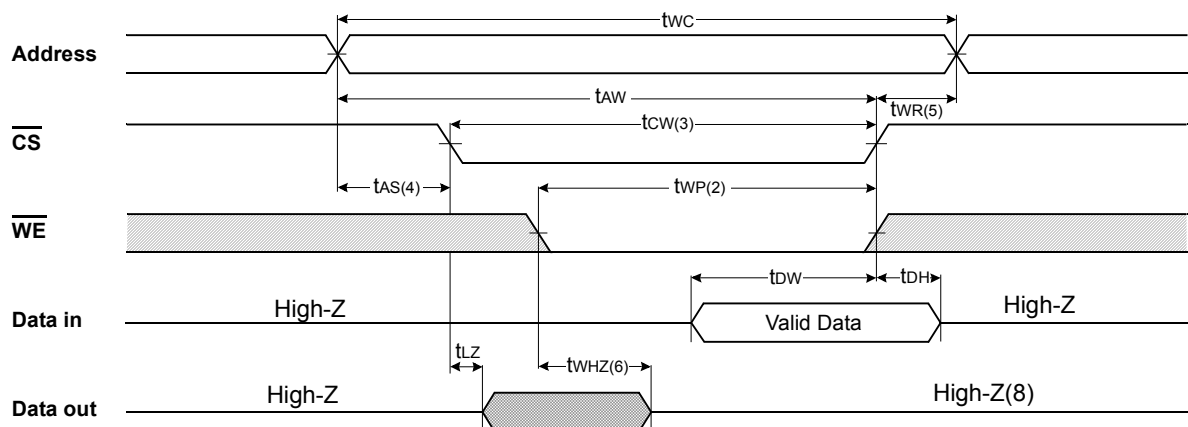 tWC
Address
tAW
tWR(5)
CS
tCW(3)
tAS(4)
tWP(2)
WE
tDW
tDH
Data in
High-Z
Valid Data
High-Z
tLZ
tWHZ(6)
Data out
High-Z
High-Z(8)